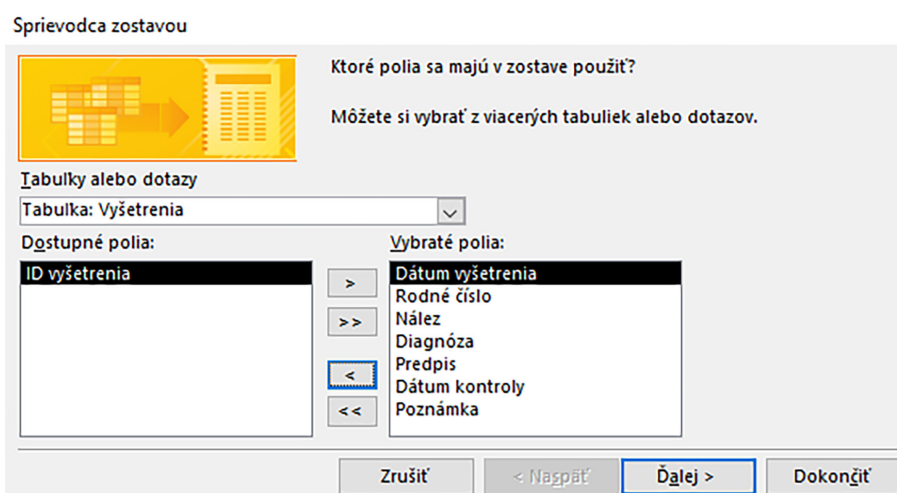 Sprievodca zostavou
Ktoré polia sa majú v zostave použiť?
Môžete si vybrať z viacerých tabuliek alebo dotazov.
Tabuľky alebo dotazy
Tabuľka: Vyšetrenia
Dostupné polia:
Vybraté polia:
ID vyšetrenia
>
>>
<
<<
Dátum vyšetrenia
Rodné číslo
Nález
Diagnóza
Predpis
Dátum kontroly
Poznámka
Zrušiť
< Naspäť
Ďalej >
Dokončiť